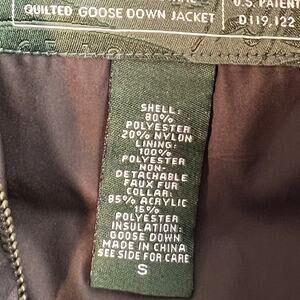 QUILTED GOOSE DOWN JACKET
U.S. PATENT
D119,122
SHELL:
80%
POLYESTER
20% NYLON
LINING:
100%
POLYESTER
NON-
DETACHABLE
FAUX FUR
COLLAR:
85% ACRYLIC
15%
POLYESTER
INSULATION:
GOOSE DOWN
MADE IN CHINA
SEE SIDE FOR CARE
S